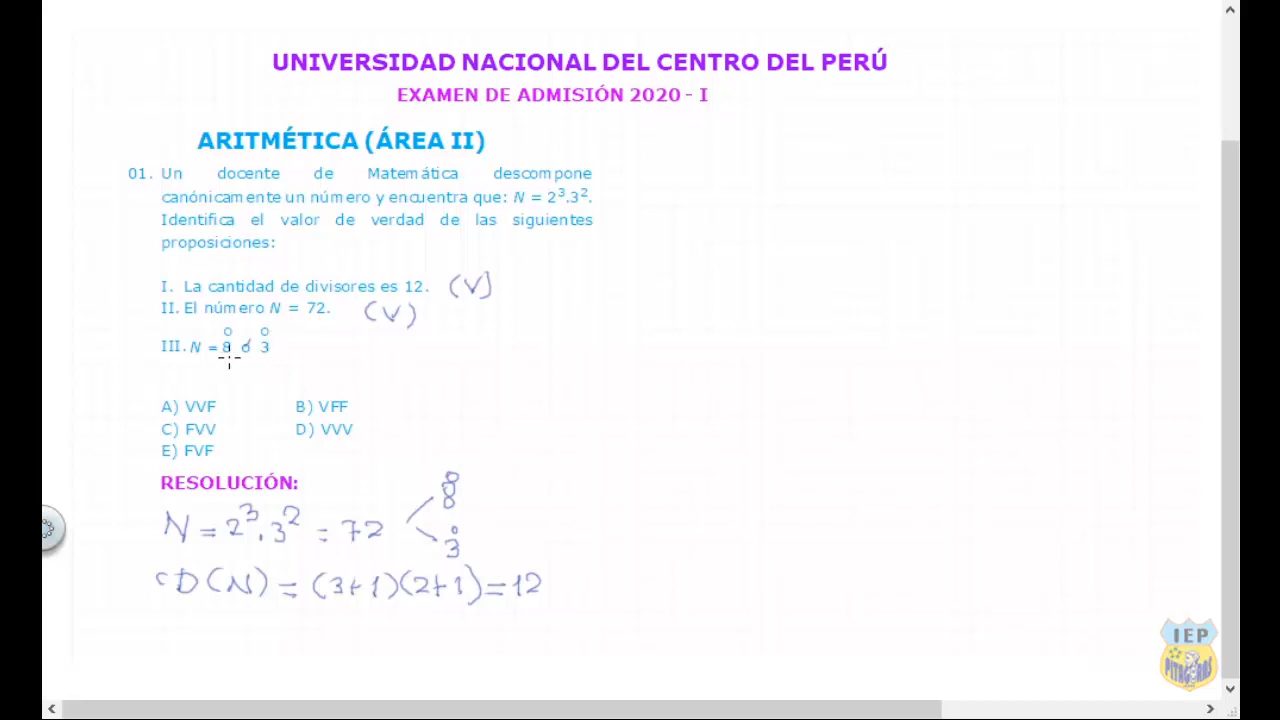 UNIVERSIDAD NACIONAL DEL CENTRO DEL PERÚ
EXAMEN DE ADMISIÓN 2020 - I
ARITMÉTICA (ÁREA II)
01. Un docente de Matemática descompone
canónicamente un número y encuentra que: N = 2³.3².
Identifica el valor de verdad de las siguientes
proposiciones:
I. La cantidad de divisores es 12. (V)
II. El número N = 72. (V)
III. N = 8̊ ó 3̊
A) VVF B) VFF
C) FVV D) VVV
E) FVF
RESOLUCIÓN:
N = 2³.3² = 72 8̊
3̊
CD(N) = (3+1)(2+1) = 12
IEP
PITAGORAS